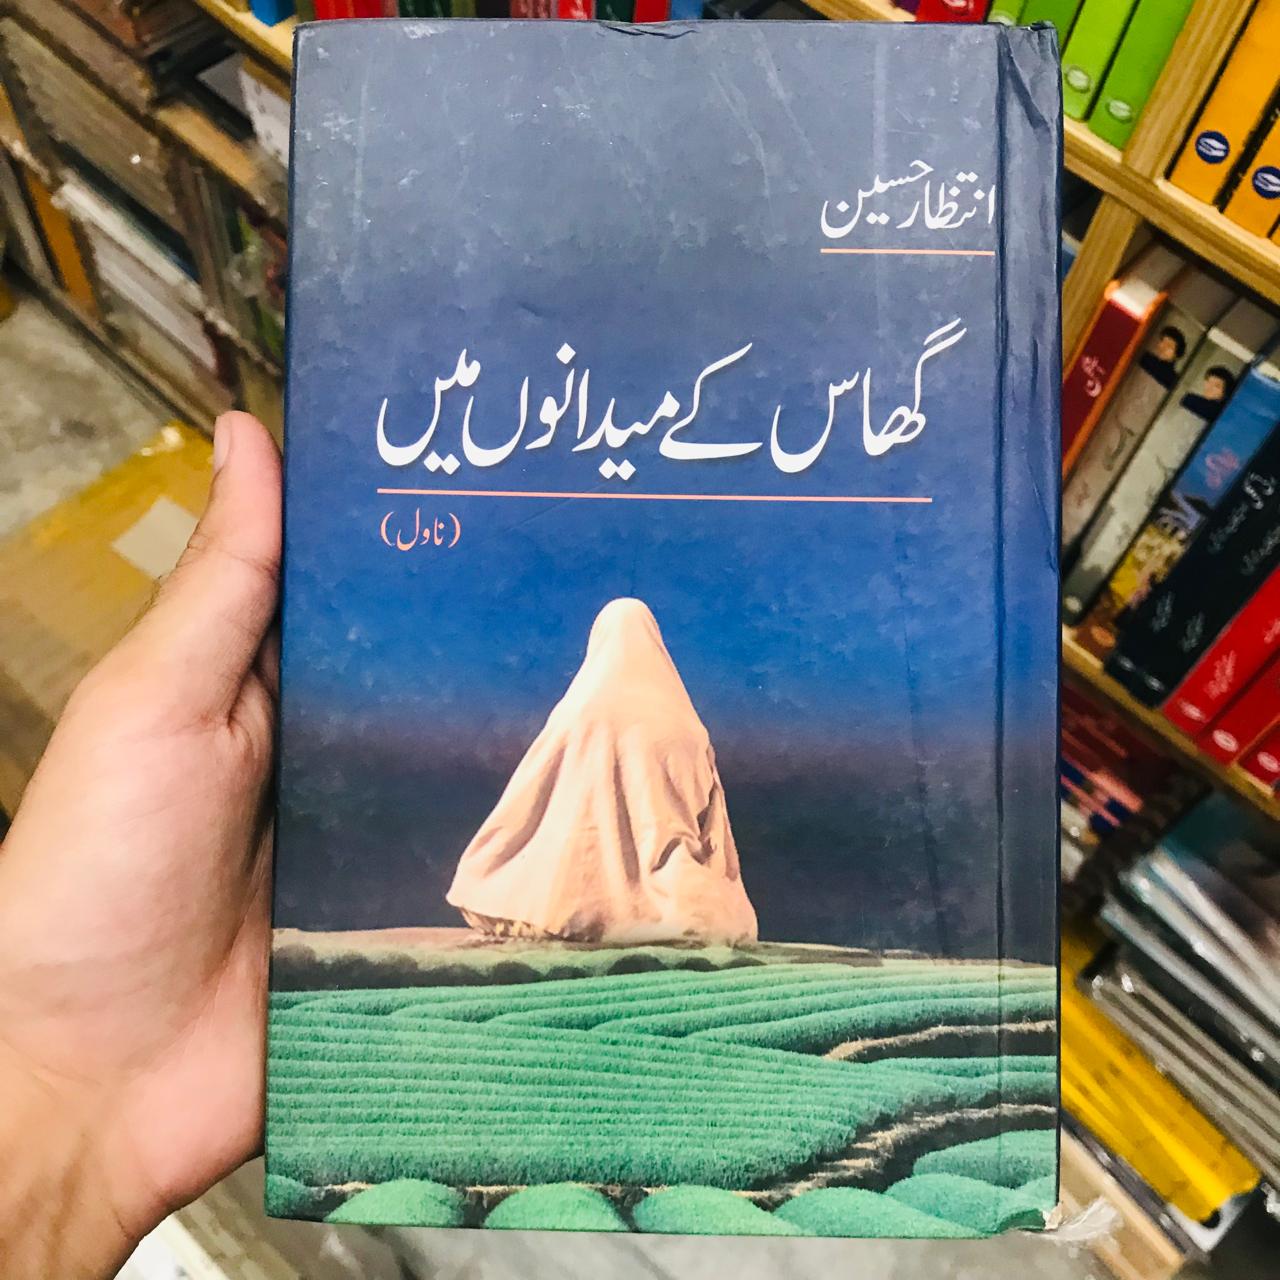 انتظار حسین
گھاس کے میدانوں میں
(ناول)